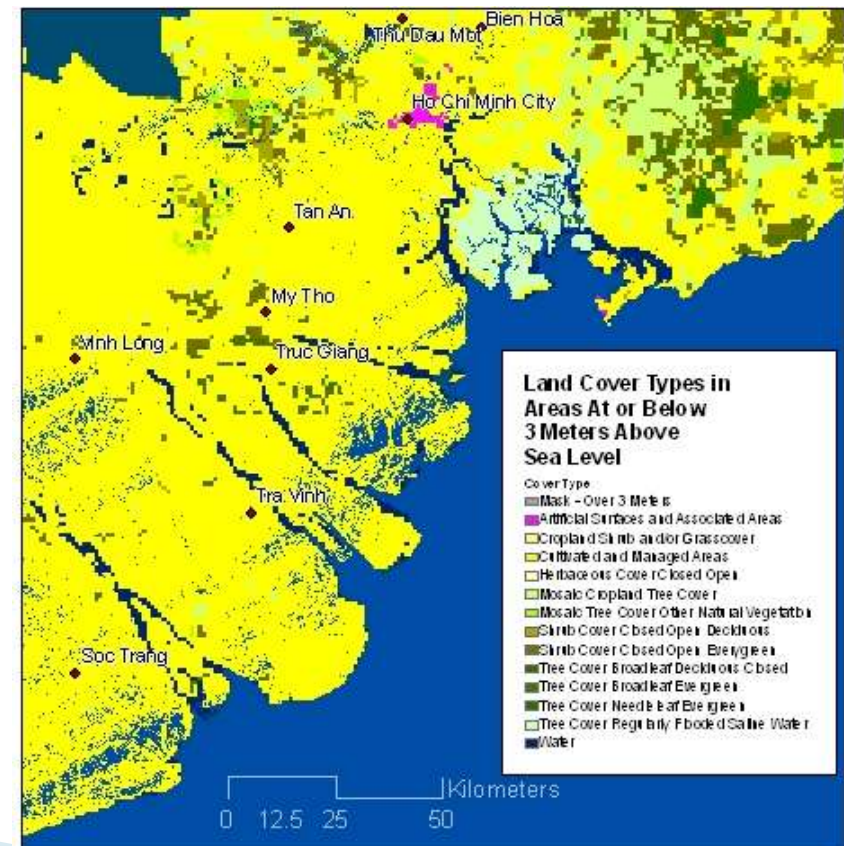 Bien Hoa
Thu Dau Mot
Ho Chi Minh City
Tan An
My Tho
Vinh Long
Truc Giang
Tra Vinh
Soc Trang
Land Cover Types in
Areas At or Below
3 Meters Above
Sea Level
Cover Type
Mask - Over 3 Meters
Artificial Surfaces and Associated Areas
Cropland Shrub and/or Grasscover
Cultivated and Managed Areas
Herbaceous Cover Closed Open
Mosaic Cropland Tree Cover
Mosaic Tree Cover Other Natural Vegetation
Shrub Cover Closed Open Deciduous
Shrub Cover Closed Open Evergreen
Tree Cover Broadleaf Deciduous Closed
Tree Cover Broadleaf Evergreen
Tree Cover Needleleaf Evergreen
Tree Cover Regularly Flooded Saline Water
Water
Kilometers
0 12.5 25 50